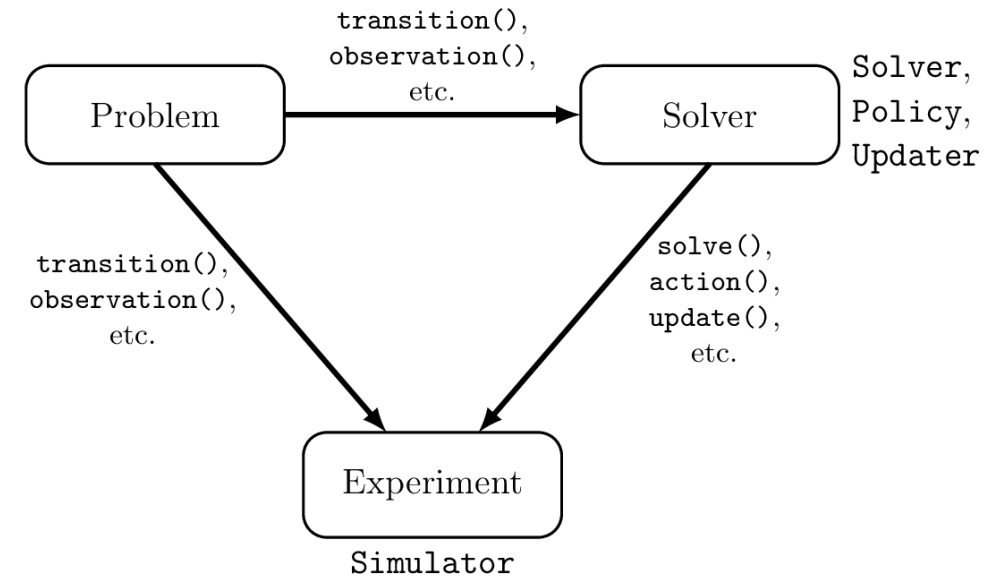 transition(),
observation(),
etc.
Problem
Solver
Solver,
Policy,
Updater
transition(),
observation(),
etc.
solve(),
action(),
update(),
etc.
Experiment
Simulator